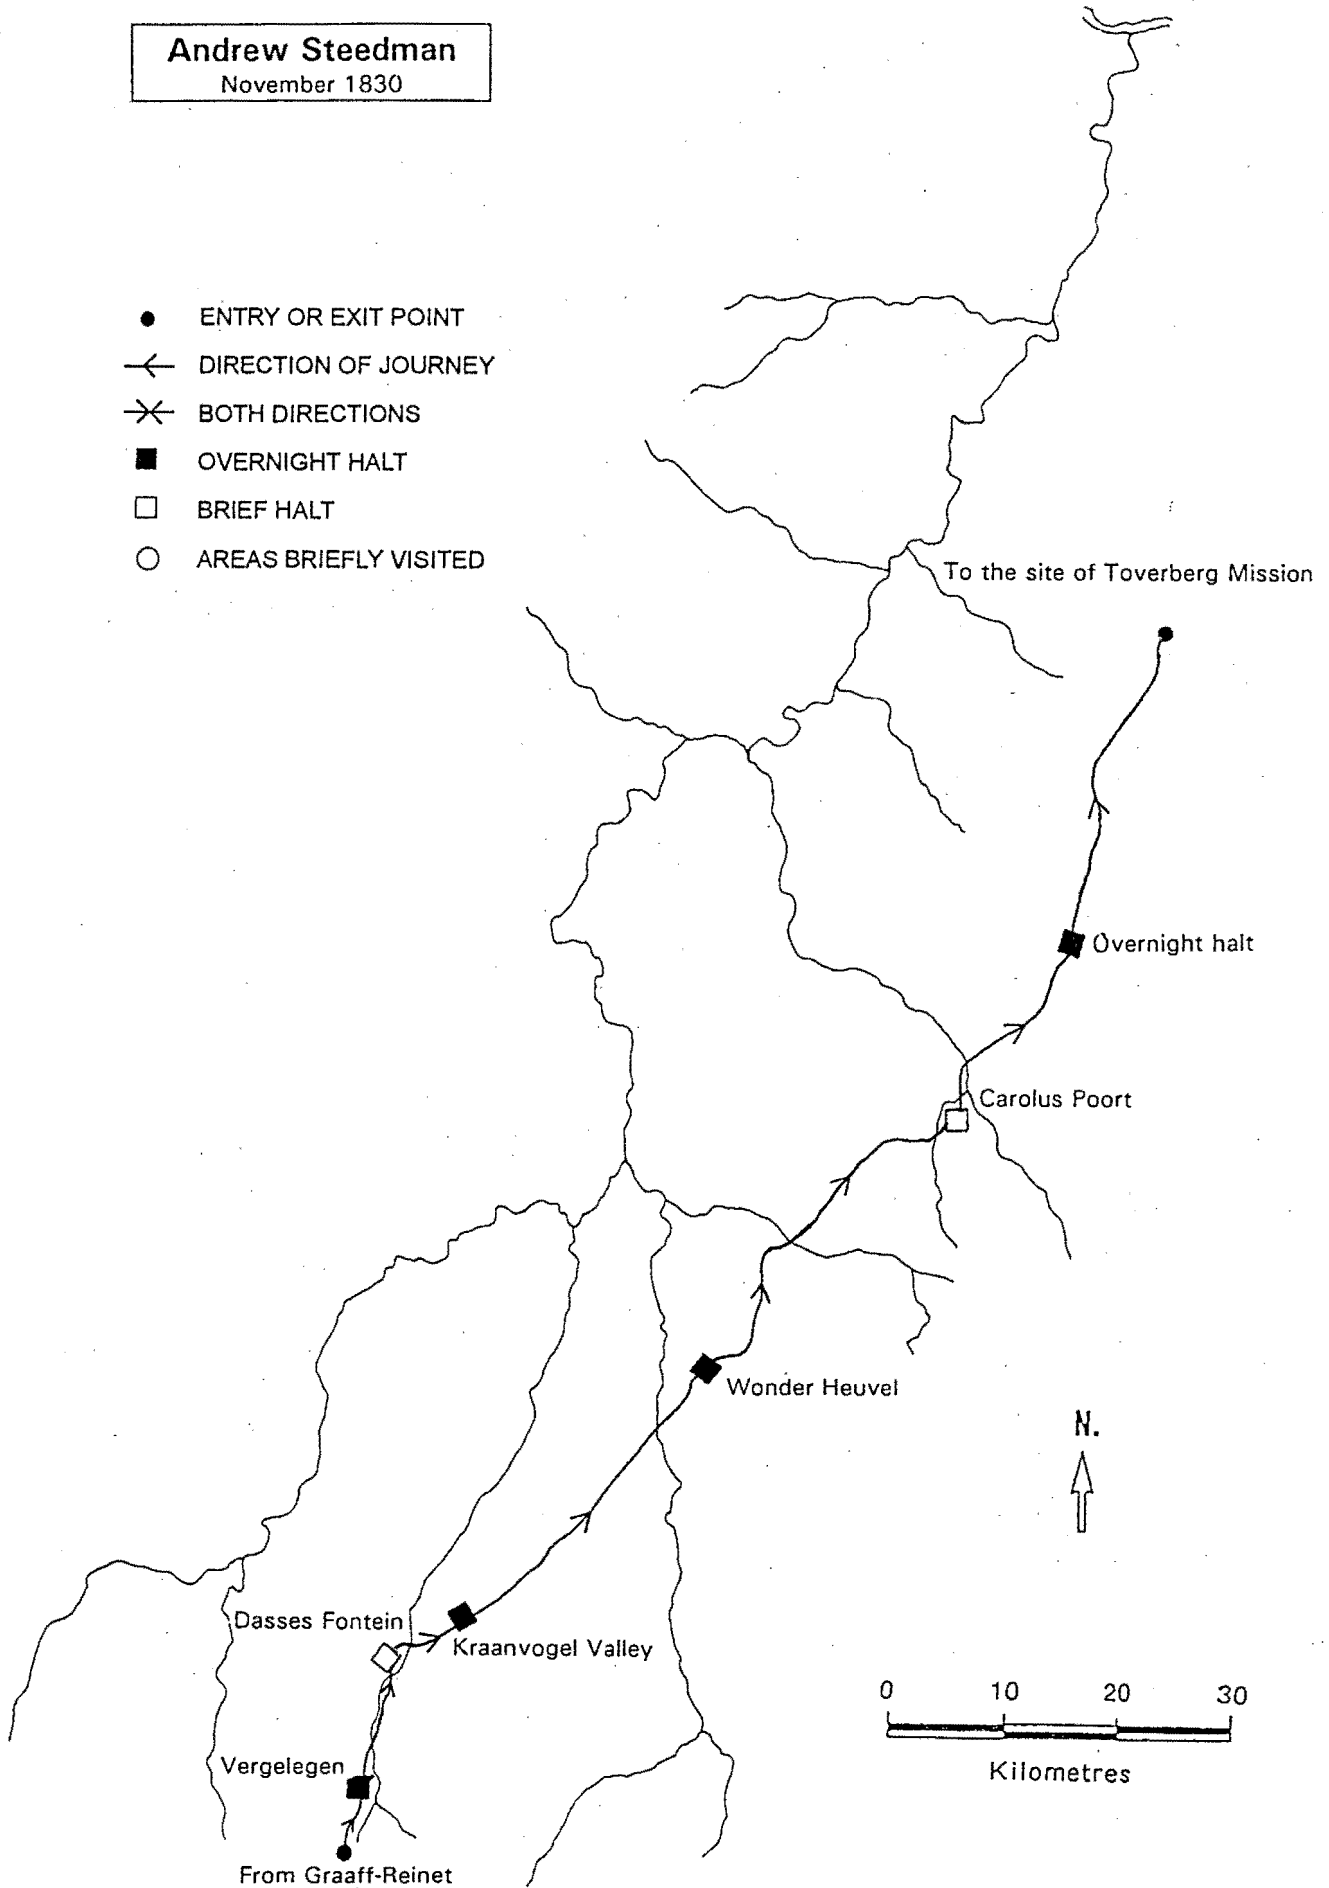 Andrew Steedman
November 1830
ENTRY OR EXIT POINT
DIRECTION OF JOURNEY
BOTH DIRECTIONS
OVERNIGHT HALT
BRIEF HALT
AREAS BRIEFLY VISITED
To the site of Toverberg Mission
Overnight halt
Carolus Poort
Wonder Heuvel
N.
Dasses Fontein
Kraanvogel Valley
0 10 20 30
Kilometres
Vergelegen
From Graaff-Reinet